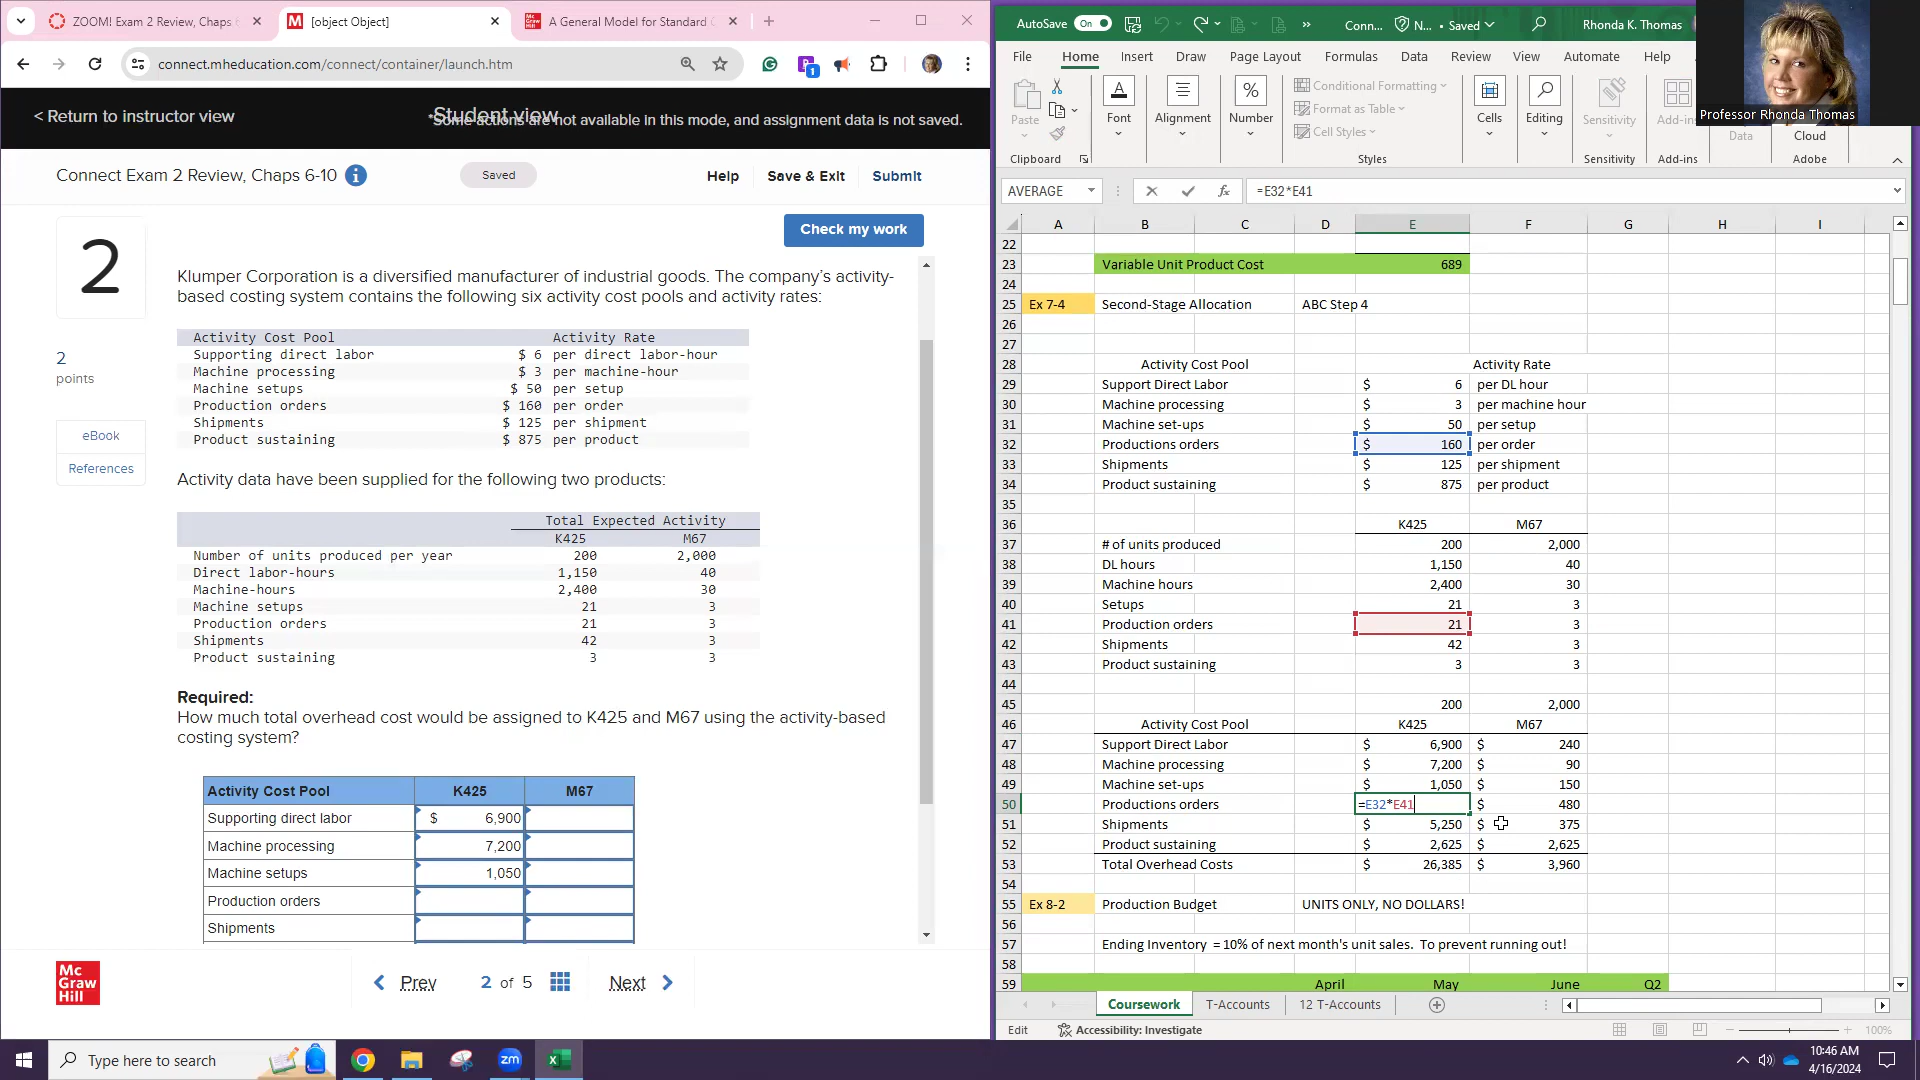 ZOOM! Exam 2 Review, Chaps 6
[object Object]
A General Model for Standard
connect.mheducation.com/connect/container/launch.htm
< Return to instructor view
Student view
*Some actions are not available in this mode, and assignment data is not saved.
Connect Exam 2 Review, Chaps 6-10
Saved
Help
Save & Exit
Submit
Check my work
2
2
points
eBook
References
Klumper Corporation is a diversified manufacturer of industrial goods. The company's activity-
based costing system contains the following six activity cost pools and activity rates:
Activity Cost Pool Activity Rate
Supporting direct labor $ 6 per direct labor-hour
Machine processing $ 3 per machine-hour
Machine setups $ 50 per setup
Production orders $ 160 per order
Shipments $ 125 per shipment
Product sustaining $ 875 per product
Activity data have been supplied for the following two products:
Total Expected Activity
K425 M67
Number of units produced per year 200 2,000
Direct labor-hours 1,150 40
Machine-hours 2,400 30
Machine setups 21 3
Production orders 21 3
Shipments 42 3
Product sustaining 3 3
Required:
How much total overhead cost would be assigned to K425 and M67 using the activity-based
costing system?
Activity Cost Pool K425 M67
Supporting direct labor $ 6,900
Machine processing 7,200
Machine setups 1,050
Production orders
Shipments
Mc
Graw
Hill
Prev
2 of 5
Next
AutoSave On
Conn...
N...
• Saved
Rhonda K. Thomas
Professor Rhonda Thomas
File Home Insert Draw Page Layout Formulas Data Review View Automate Help
Paste
Font
Alignment
Number
Conditional Formatting
Format as Table
Cell Styles
Cells
Editing
Sensitivity
Add-ins
Data
Cloud
Clipboard
Styles
Sensitivity
Add-ins
Adobe
AVERAGE
fx
=E32*E41
A B C D E F G H I
22
23 Variable Unit Product Cost 689
24
25 Ex 7-4 Second-Stage Allocation ABC Step 4
26
27
28 Activity Cost Pool Activity Rate
29 Support Direct Labor $ 6 per DL hour
30 Machine processing $ 3 per machine hour
31 Machine set-ups $ 50 per setup
32 Productions orders $ 160 per order
33 Shipments $ 125 per shipment
34 Product sustaining $ 875 per product
35
36 K425 M67
37 # of units produced 200 2,000
38 DL hours 1,150 40
39 Machine hours 2,400 30
40 Setups 21 3
41 Production orders 21 3
42 Shipments 42 3
43 Product sustaining 3 3
44
45 200 2,000
46 Activity Cost Pool K425 M67
47 Support Direct Labor $ 6,900 $ 240
48 Machine processing $ 7,200 $ 90
49 Machine set-ups $ 1,050 $ 150
50 Productions orders =E32*E41 $ 480
51 Shipments $ 5,250 $ 375
52 Product sustaining $ 2,625 $ 2,625
53 Total Overhead Costs $ 26,385 $ 3,960
54
55 Ex 8-2 Production Budget UNITS ONLY, NO DOLLARS!
56
57 Ending Inventory = 10% of next month's unit sales. To prevent running out!
58
59 April May June Q2
Coursework
T-Accounts
12 T-Accounts
Edit
Accessibility: Investigate
100%
Type here to search
zm
10:46 AM
4/16/2024